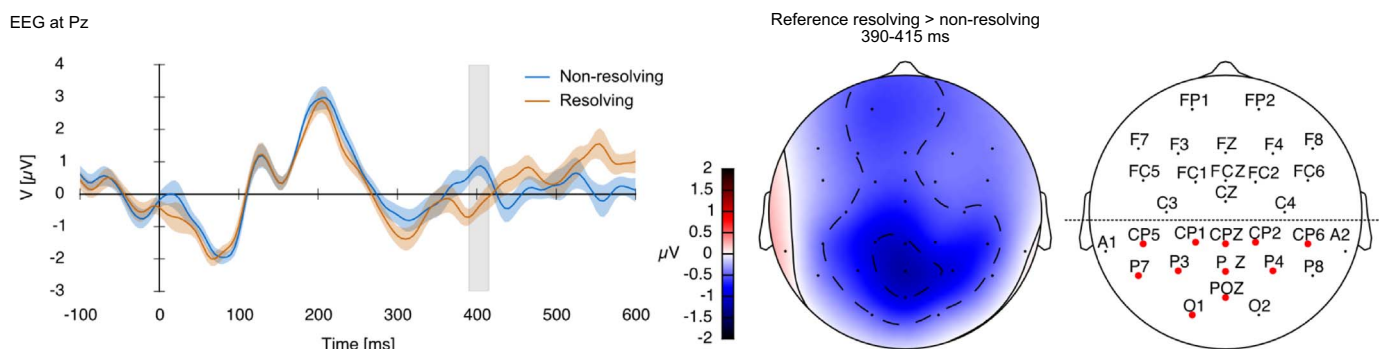 EEG at Pz
4
3
2
1
0
-1
-2
-3
V [µV]
-100 0 100 200 300 400 500 600
Time [ms]
Non-resolving
Resolving
Reference resolving > non-resolving
390-415 ms
2
1.5
1
0.5
0
-0.5
-1
-1.5
-2
µV
FP1 FP2
F7 F3 FZ F4 F8
FC5 FC1 FCZ FC2 FC6
CZ
C3 C4
A1 CP5 CP1 CPZ CP2 CP6 A2
P7 P3 P Z P4 P8
POZ
O1 O2